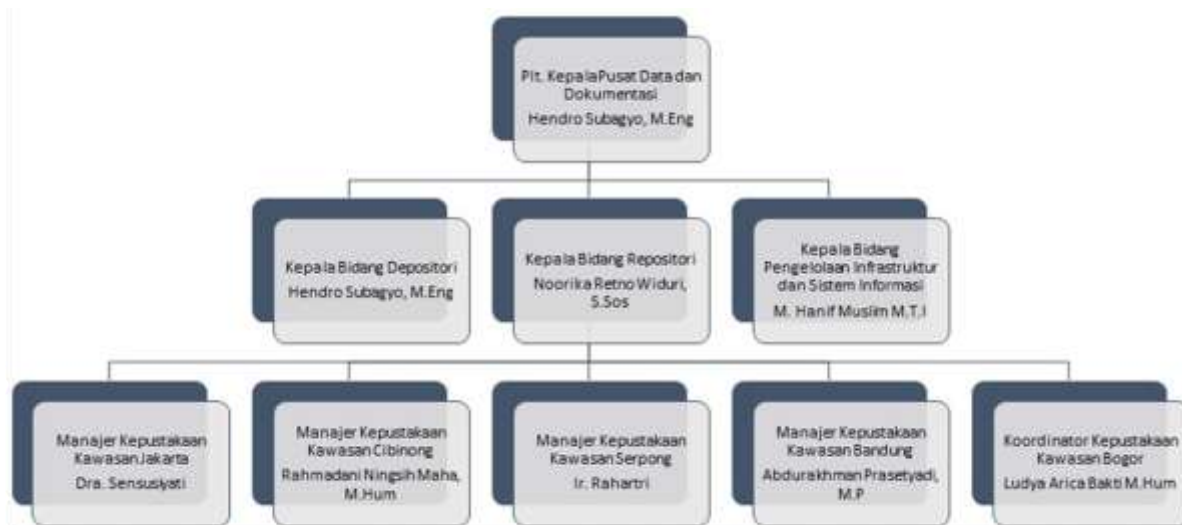 Plt. KepalaPusat Data dan
Dokumentasi
Hendro Subagyo, M.Eng
Kepala Bidang Depositori
Hendro Subagyo, M.Eng
Kepala Bidang Repositori
Noorika Retno Widuri,
S.Sos
Kepala Bidang
Pengelolaan Infrastruktur
dan Sistem Informasi
M. Hanif Muslim M.T.I
Manajer Kepustakaan
Kawasan Jakarta
Dra. Sensusiyati
Manajer Kepustakaan
Kawasan Cibinong
Rahmadani Ningsih Maha,
M.Hum
Manajer Kepustakaan
Kawasan Serpong
Ir. Rahartri
Manajer Kepustakaan
Kawasan Bandung
Abdurakhman Prasetyadi,
M.P
Koordinator Kepustakaan
Kawasan Bogor
Ludya Arica Bakti M.Hum